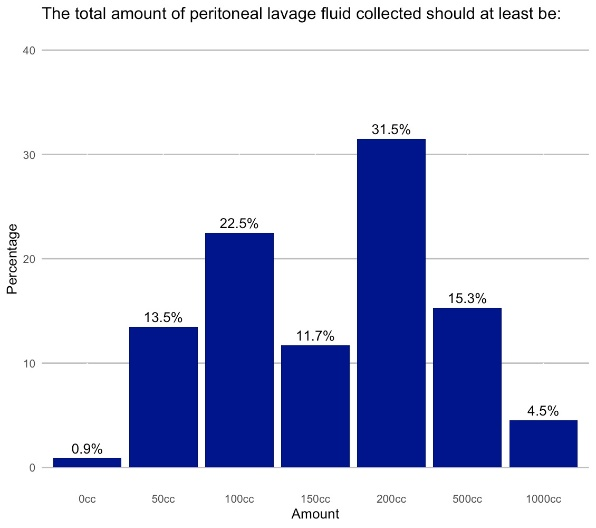 The total amount of peritoneal lavage fluid collected should at least be:
40
30
20
10
0
Percentage
0.9%
13.5%
22.5%
11.7%
31.5%
15.3%
4.5%
0cc
50cc
100cc
150cc
200cc
500cc
1000cc
Amount